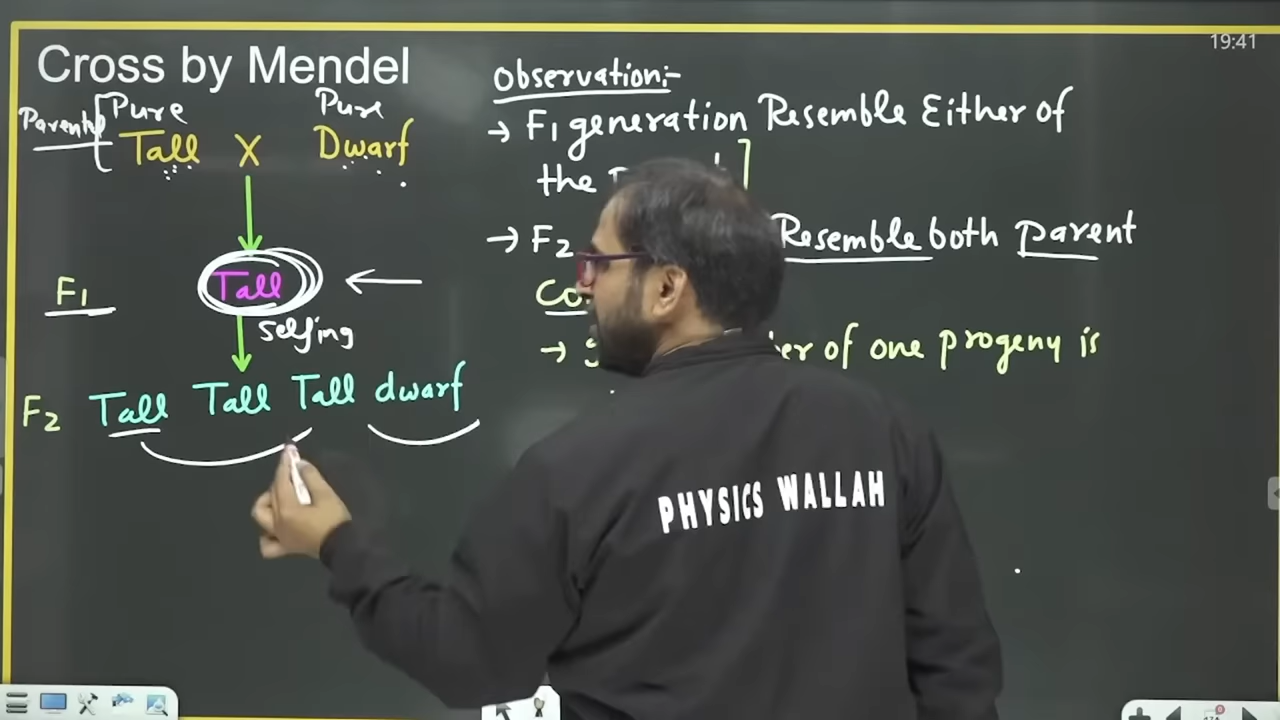 19:41
Cross by Mendel
Pure Pure
Parents
Tall X Dwarf
F1 Tall
Selfing
F2 Tall Tall Tall dwarf
Observation:-
→ F1 generation Resemble Either of
the
→ F2 Resemble both parent
→ of one progeny is
PHYSICS WALLAH